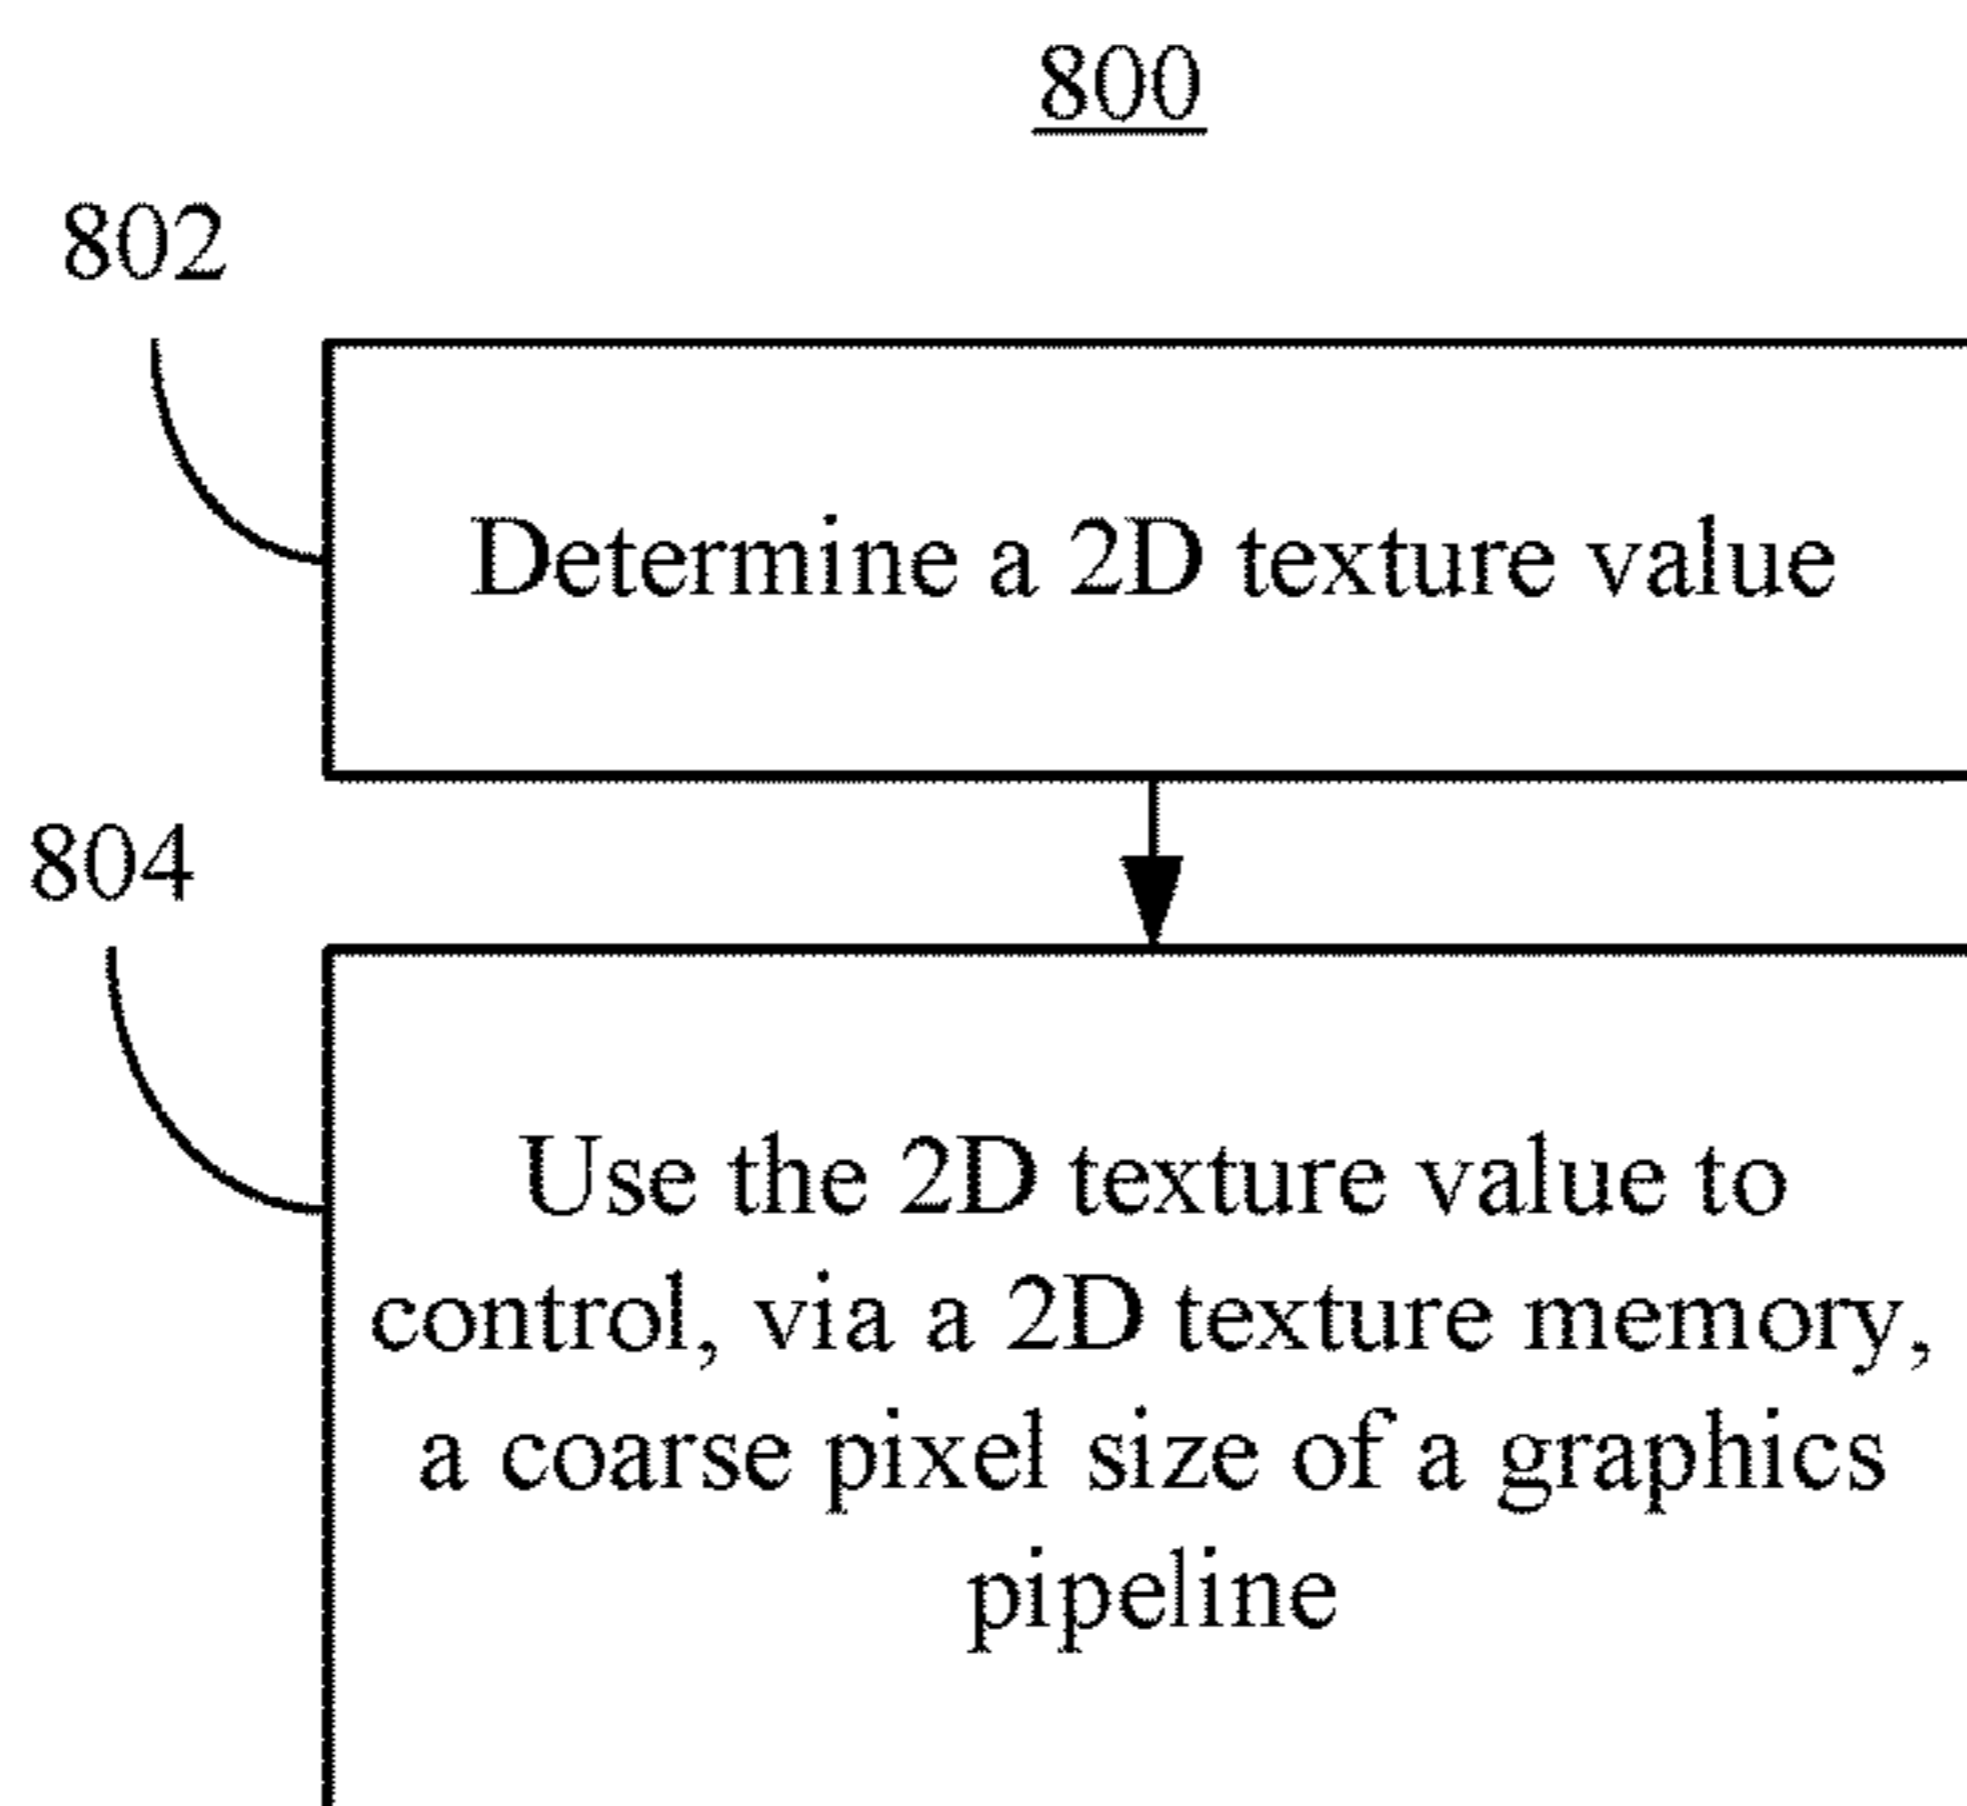 800
802
Determine a 2D texture value
804
Use the 2D texture value to
control, via a 2D texture memory,
a coarse pixel size of a graphics
pipeline